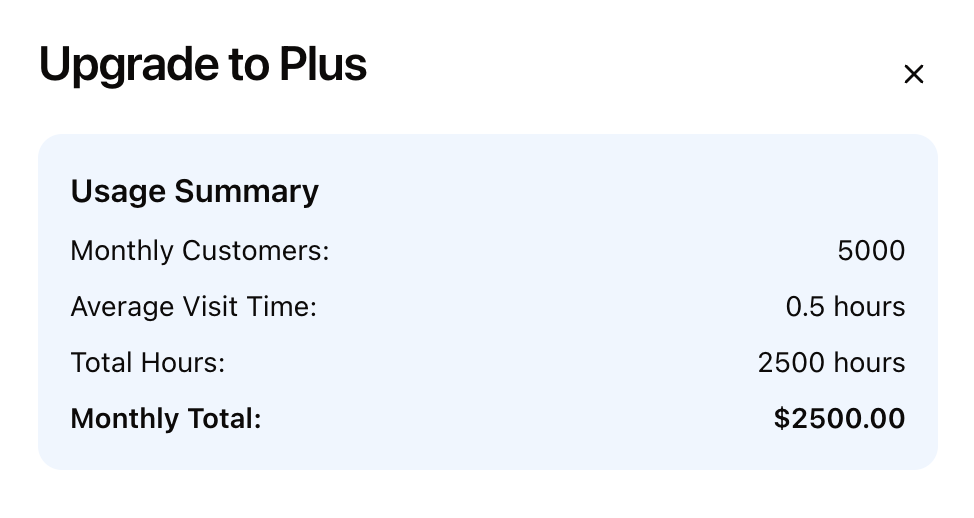 Upgrade to Plus
Usage Summary
Monthly Customers: 5000
Average Visit Time: 0.5 hours
Total Hours: 2500 hours
Monthly Total: $2500.00